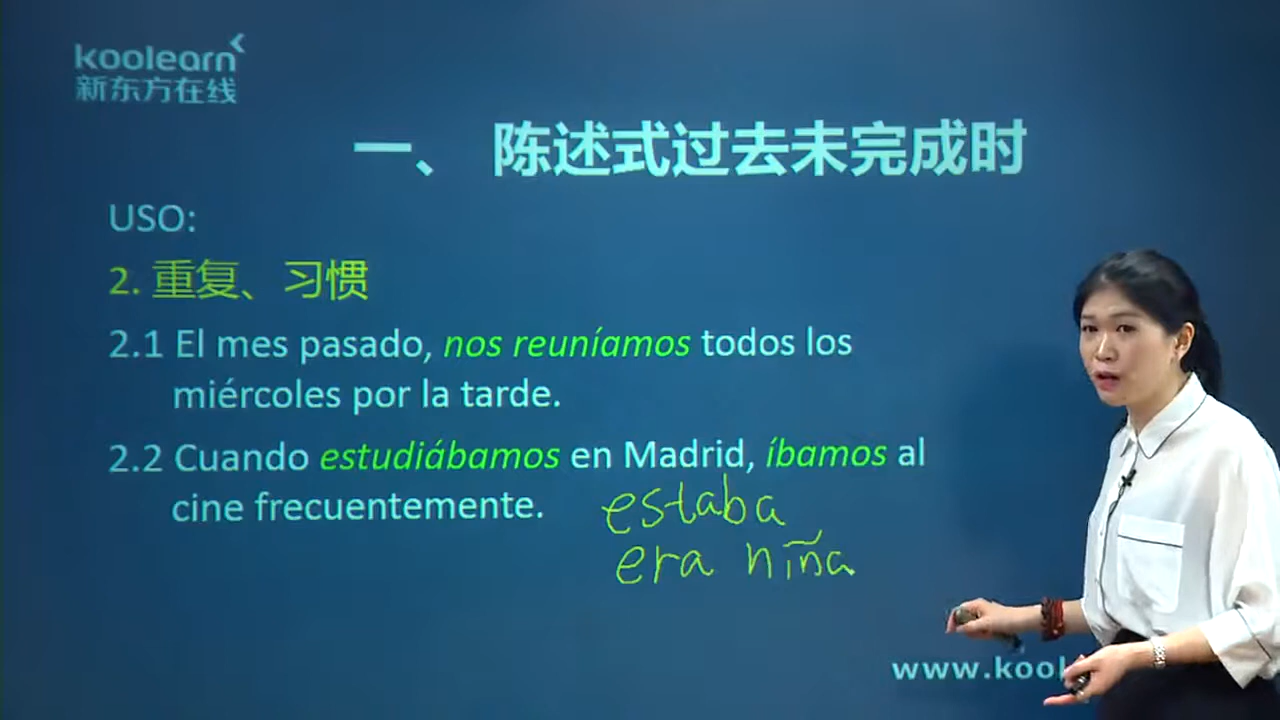 koolearn
新东方在线
一、 陈述式过去未完成时
USO:
2. 重复、习惯
2.1 El mes pasado, nos reuníamos todos los
miércoles por la tarde.
2.2 Cuando estudiábamos en Madrid, íbamos al
cine frecuentemente.
estaba
era niña
www.kool